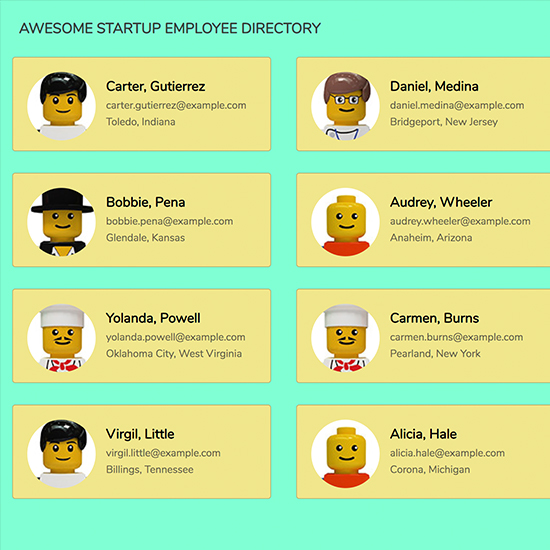 AWESOME STARTUP EMPLOYEE DIRECTORY
Carter, Gutierrez
carter.gutierrez@example.com
Toledo, Indiana
Daniel, Medina
daniel.medina@example.com
Bridgeport, New Jersey
Bobbie, Pena
bobbie.pena@example.com
Glendale, Kansas
Audrey, Wheeler
audrey.wheeler@example.com
Anaheim, Arizona
Yolanda, Powell
yolanda.powell@example.com
Oklahoma City, West Virginia
Carmen, Burns
carmen.burns@example.com
Pearland, New York
Virgil, Little
virgil.little@example.com
Billings, Tennessee
Alicia, Hale
alicia.hale@example.com
Corona, Michigan